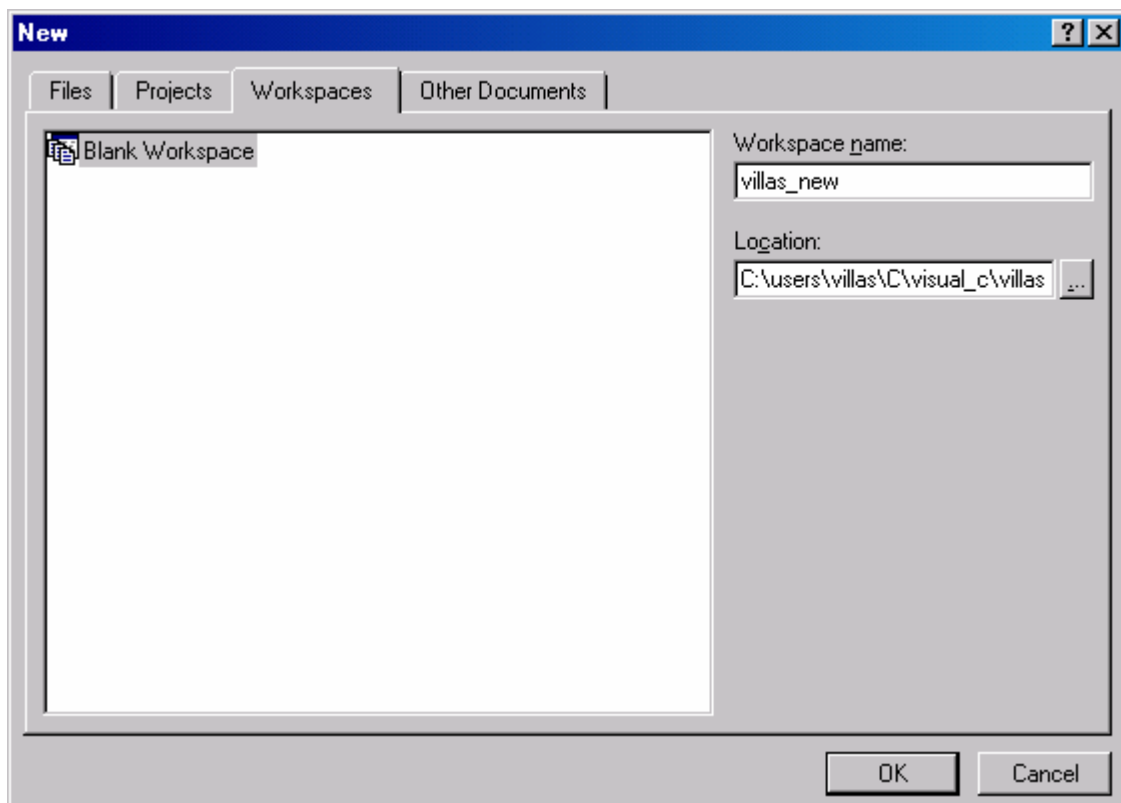 New
Files Projects Workspaces Other Documents
Blank Workspace
Workspace name:
villas_new
Location:
C:\users\villas\C\visual_c\villas
...
OK Cancel